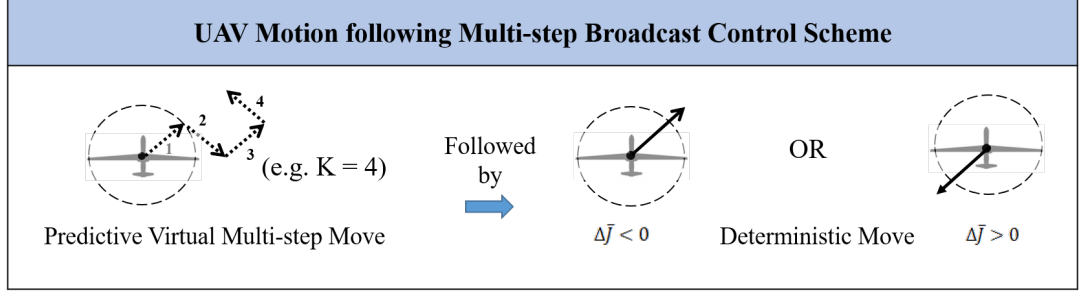 UAV Motion following Multi-step Broadcast Control Scheme
1
2
3
4
(e.g. K = 4)
Predictive Virtual Multi-step Move
Followed
by
ΔJ̄ < 0
OR
Deterministic Move
ΔJ̄ > 0